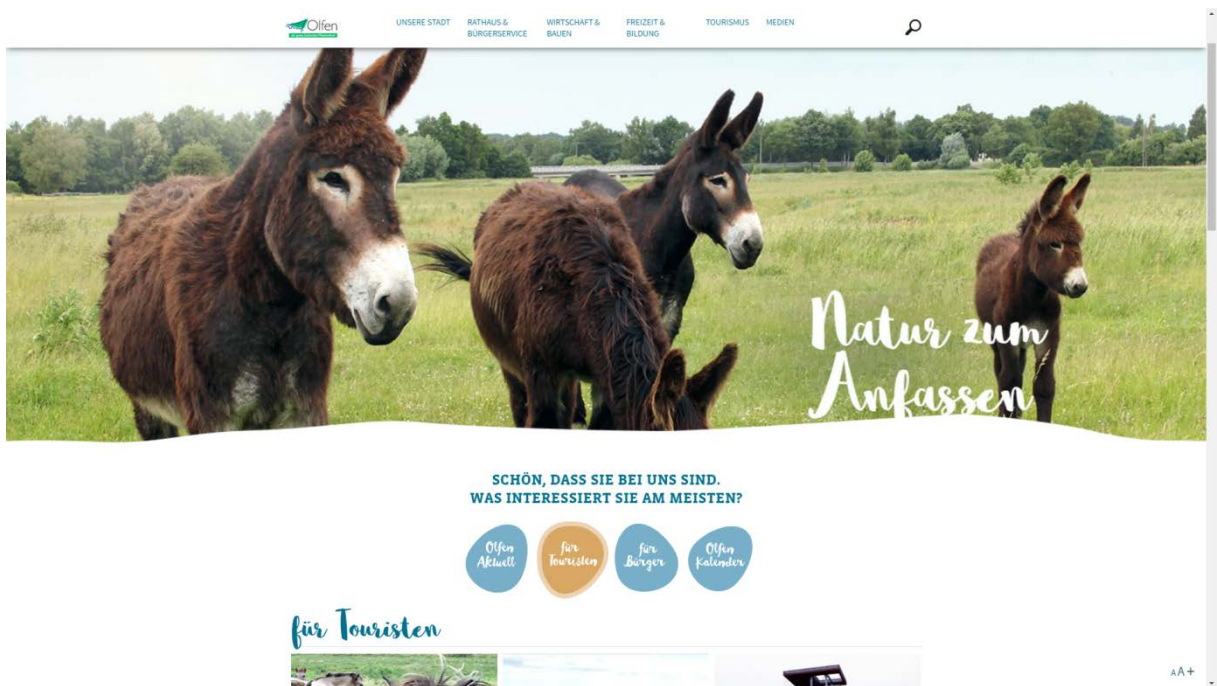 Olfen
UNSERE STADT
RATHAUS &
BÜRGERSERVICE
WIRTSCHAFT &
BAUEN
FREIZEIT &
BILDUNG
TOURISMUS
MEDIEN
Natur zum
Anfassen
SCHÖN, DASS SIE BEI UNS SIND.
WAS INTERESSIERT SIE AM MEISTEN?
Olfen
Aktuell
für
Touristen
für
Bürger
Olfen
Kalender
für Touristen
AA+